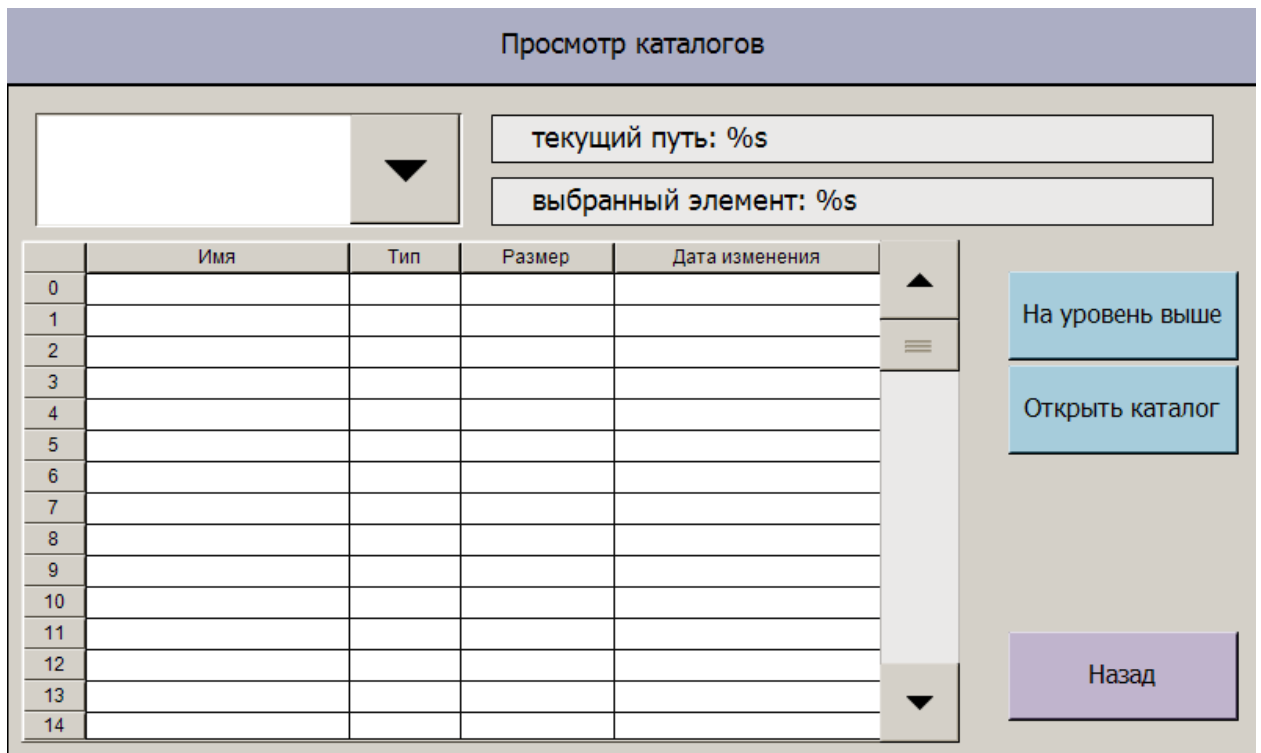 Просмотр каталогов
текущий путь: %s
выбранный элемент: %s
Имя Тип Размер Дата изменения
0
1
2
3
4
5
6
7
8
9
10
11
12
13
14
На уровень выше
Открыть каталог
Назад